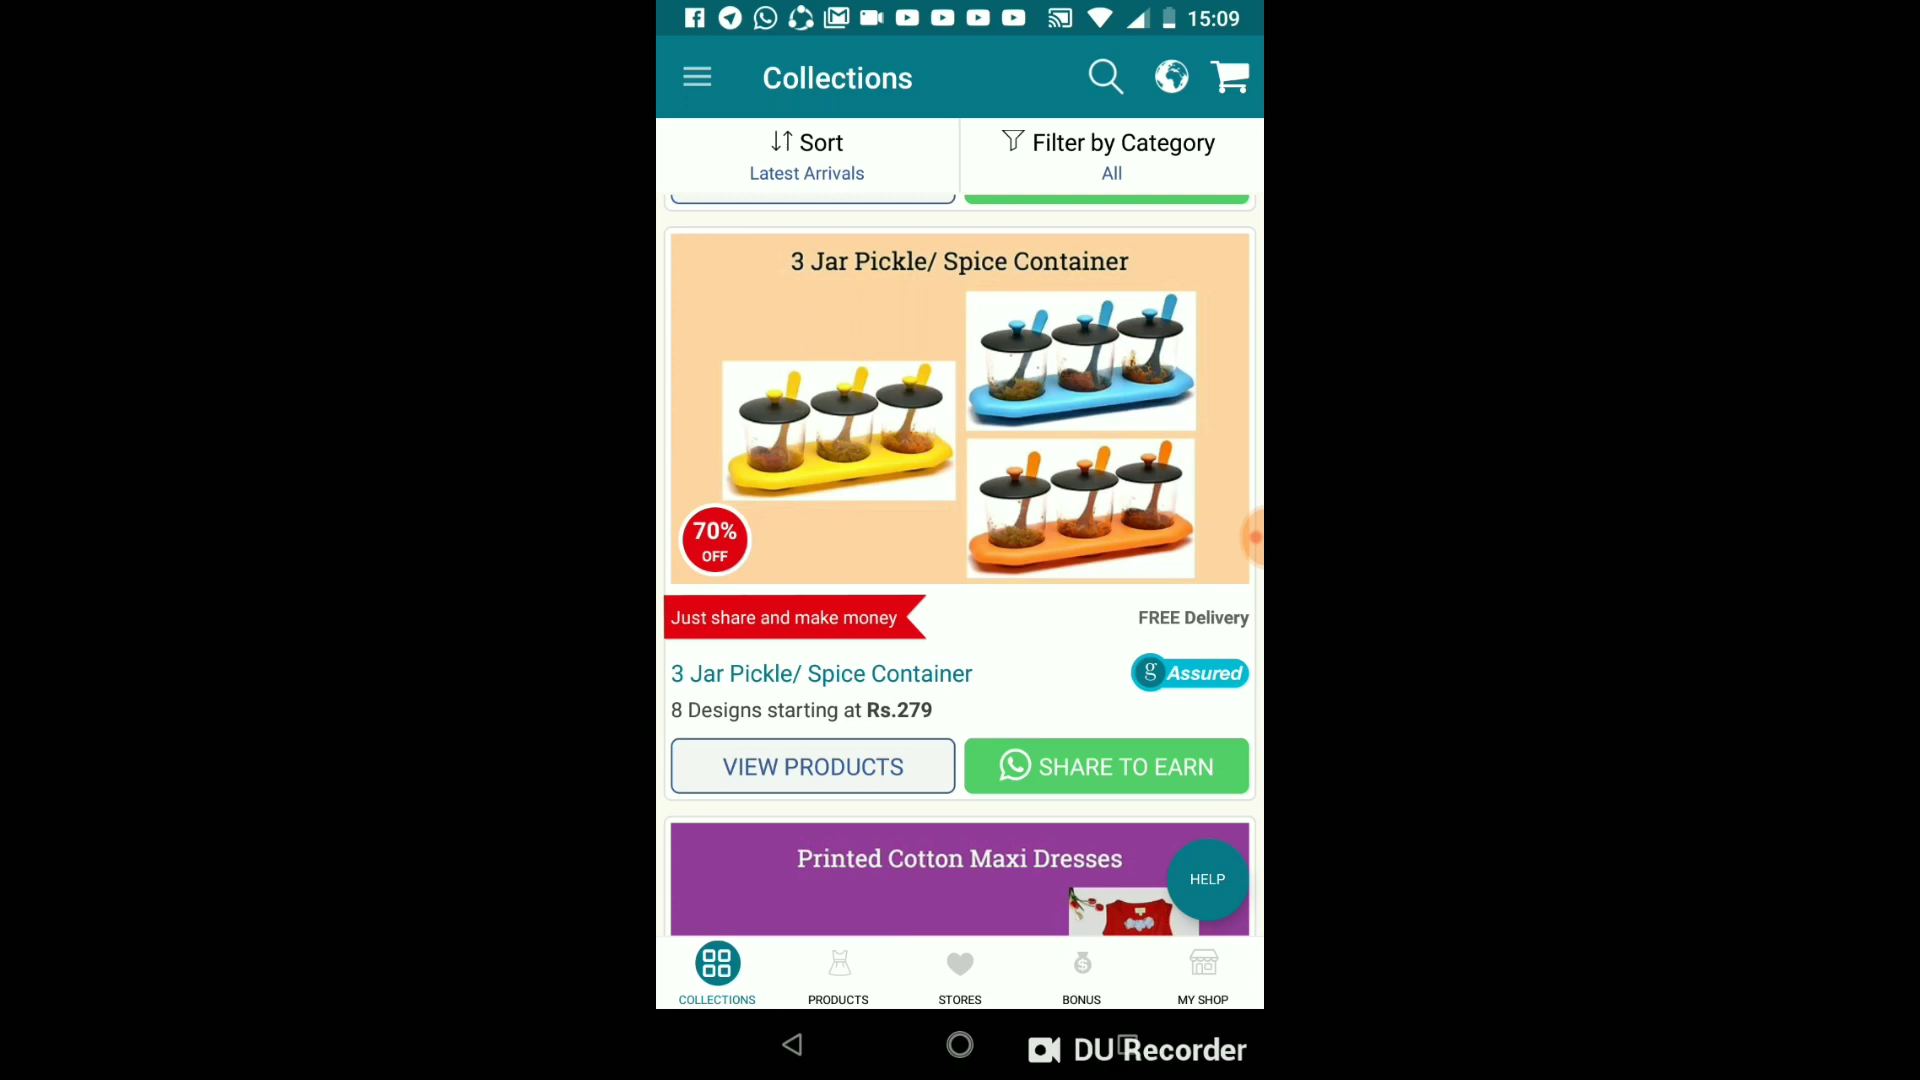 15:09
Collections
Sort
Latest Arrivals
Filter by Category
All
3 Jar Pickle/ Spice Container
70%
OFF
Just share and make money
FREE Delivery
3 Jar Pickle/ Spice Container
g Assured
8 Designs starting at Rs.279
VIEW PRODUCTS
SHARE TO EARN
Printed Cotton Maxi Dresses
HELP
COLLECTIONS
PRODUCTS
STORES
BONUS
MY SHOP
DU Recorder